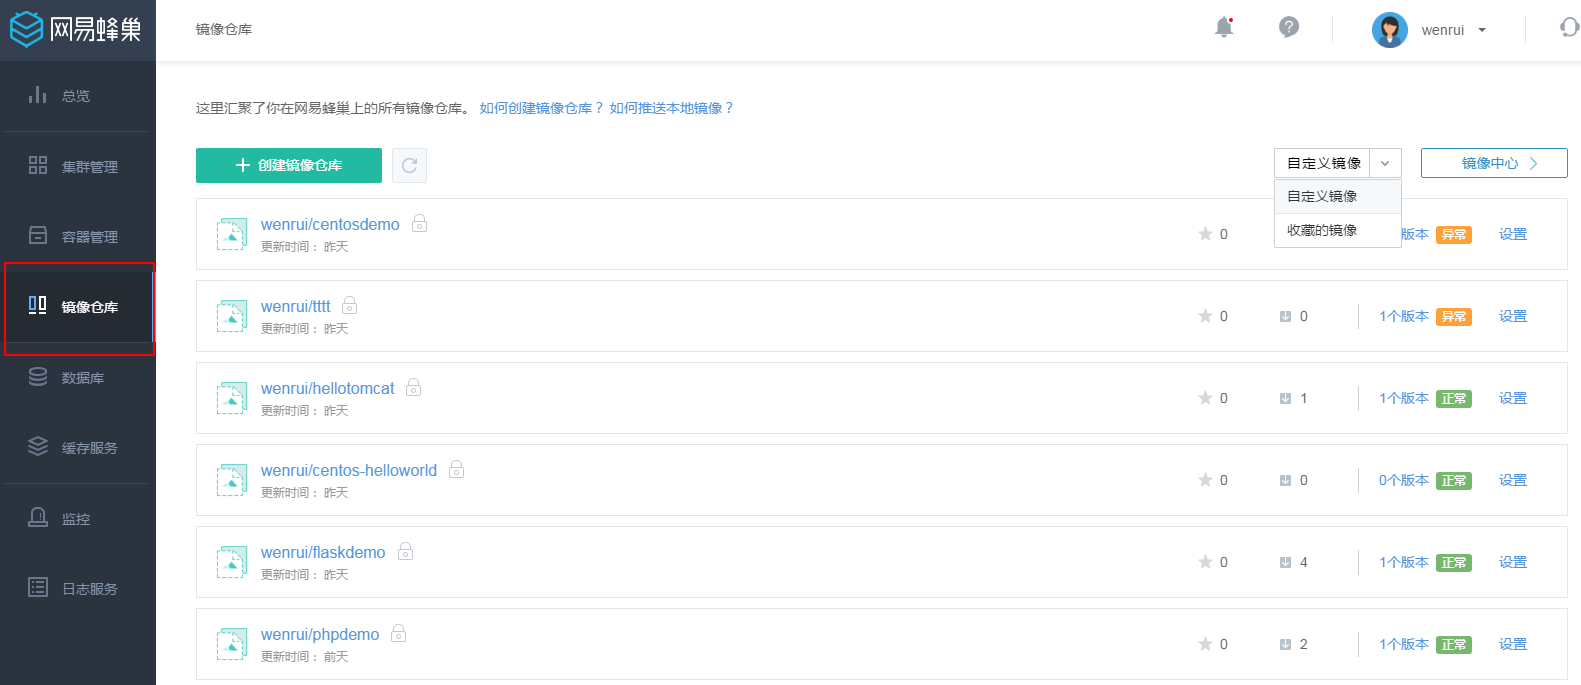 网易蜂巢
镜像仓库
wenrui
总览
集群管理
容器管理
镜像仓库
数据库
缓存服务
监控
日志服务
这里汇聚了你在网易蜂巢上的所有镜像仓库。 如何创建镜像仓库？ 如何推送本地镜像？
创建镜像仓库
自定义镜像
镜像中心
自定义镜像
收藏的镜像
wenrui/centosdemo
更新时间： 昨天
0 版本 异常 设置
wenrui/tttt
更新时间： 昨天
0 0 1个版本 异常 设置
wenrui/hellotomcat
更新时间： 昨天
0 1 1个版本 正常 设置
wenrui/centos-helloworld
更新时间： 昨天
0 0 0个版本 正常 设置
wenrui/flaskdemo
更新时间： 昨天
0 4 1个版本 正常 设置
wenrui/phpdemo
更新时间： 前天
0 2 1个版本 正常 设置